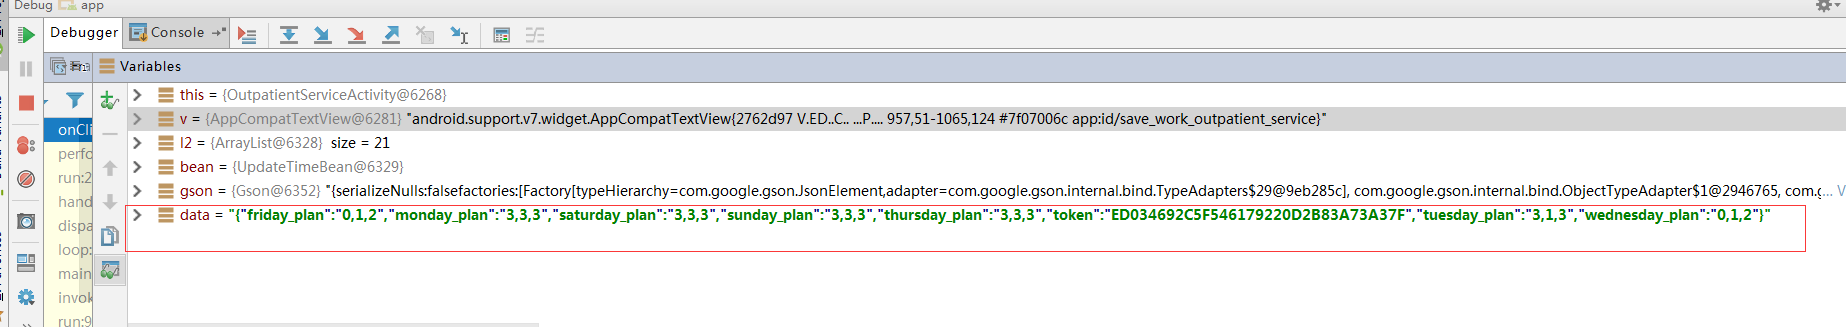 Debug app
Debugger Console
Variables
this = {OutpatientServiceActivity@6268}
v = {AppCompatTextView@6281} "android.support.v7.widget.AppCompatTextView{2762d97 V.ED..C.. ...P.... 957,51-1065,124 #7f07006c app:id/save_work_outpatient_service}"
l2 = {ArrayList@6328} size = 21
bean = {UpdateTimeBean@6329}
gson = {Gson@6352} "{serializeNulls:falsefactories:[Factory[typeHierarchy=com.google.gson.JsonElement,adapter=com.google.gson.internal.bind.TypeAdapters$29@9eb285c], com.google.gson.internal.bind.ObjectTypeAdapter$1@2946765, com.g... V
data = "{"friday_plan":"0,1,2","monday_plan":"3,3,3","saturday_plan":"3,3,3","sunday_plan":"3,3,3","thursday_plan":"3,3,3","token":"ED034692C5F546179220D2B83A73A37F","tuesday_plan":"3,1,3","wednesday_plan":"0,1,2"}"
onCli
perfo
run:2
hand
dispa
loop:
main
invok
run:9